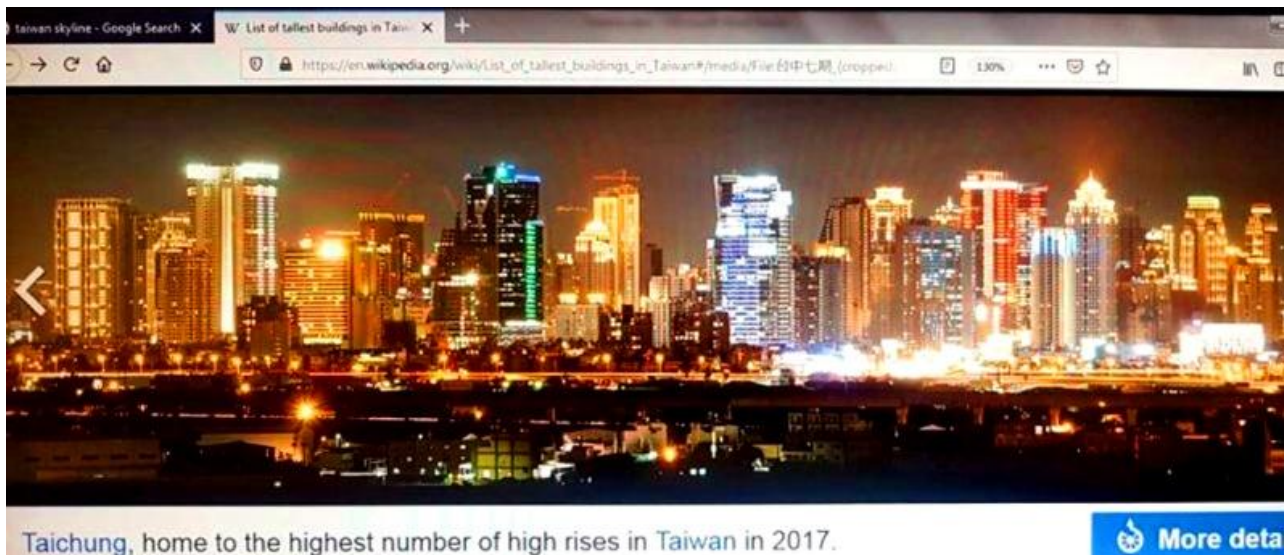 taiwan skyline - Google Search X W List of tallest buildings in Taiw X +
https://en.wikipedia.org/wiki/List_of_tallest_buildings_in_Taiwan#/media/File:台中七期_(cropped). 130%
Taichung, home to the highest number of high rises in Taiwan in 2017.
More deta